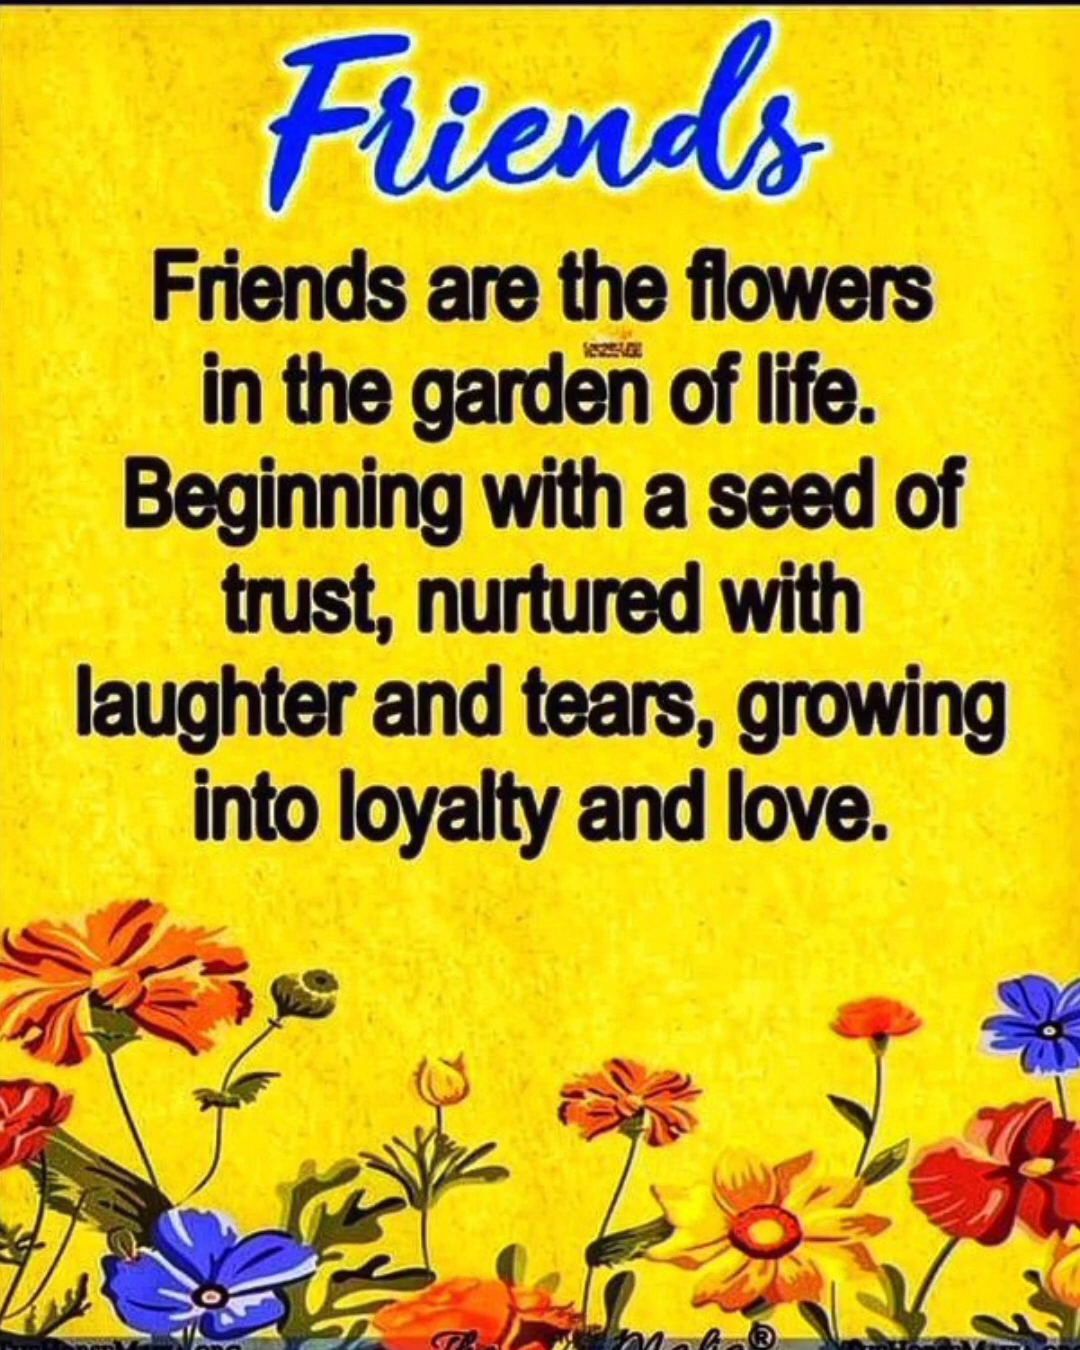 Friends
Friends are the flowers
in the garden of life.
Beginning with a seed of
trust, nurtured with
laughter and tears, growing
into loyalty and love.